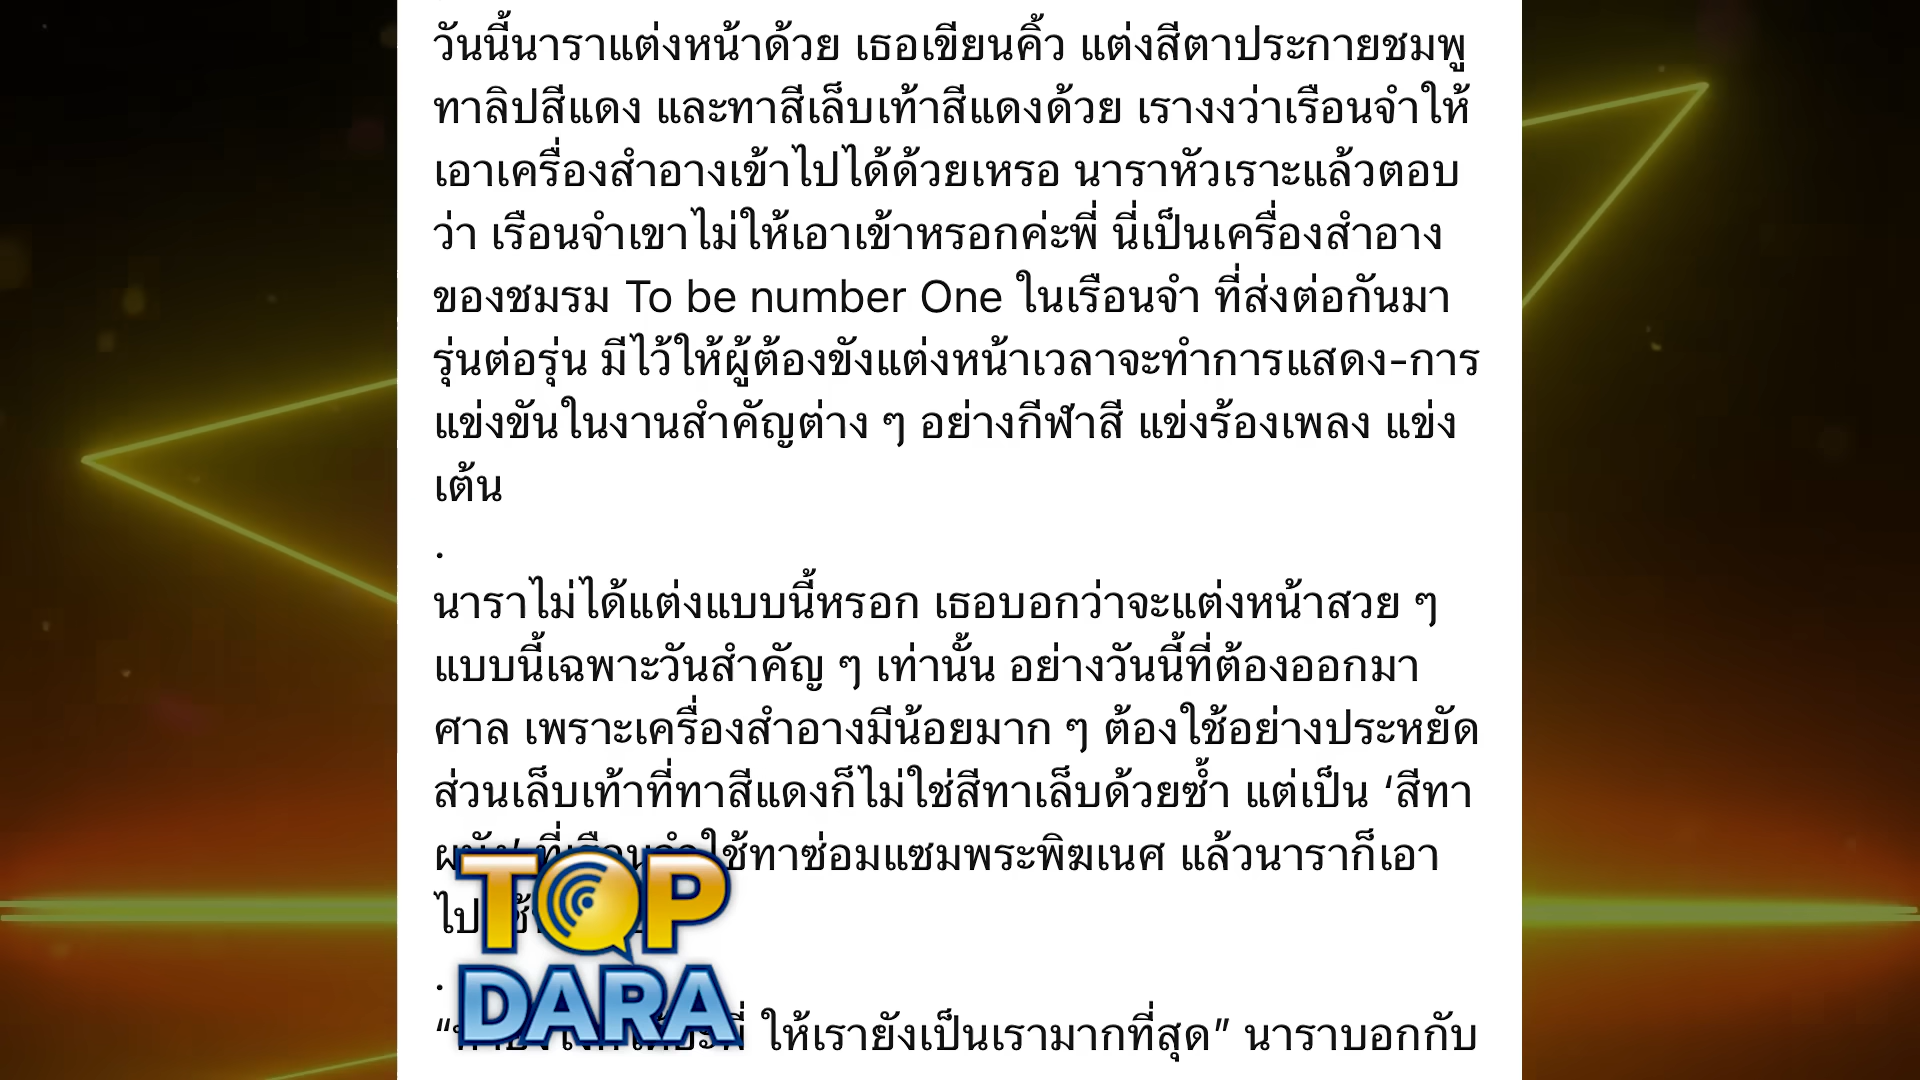 วันนี้นาราแต่งหน้าด้วย เธอเขียนคิ้ว แต่งสีตาประกายชมพู
ทาลิปสีแดง และทาสีเล็บเท้าสีแดงด้วย เรางงว่าเรือนจำให้
เอาเครื่องสำอางเข้าไปได้ด้วยเหรอ นาราหัวเราะแล้วตอบ
ว่า เรือนจำเขาไม่ให้เอาเข้าหรอกค่ะพี่ นี่เป็นเครื่องสำอาง
ของชมรม To be number One ในเรือนจำ ที่ส่งต่อกันมา
รุ่นต่อรุ่น มีไว้ให้ผู้ต้องขังแต่งหน้าเวลาจะทำการแสดง-การ
แข่งขันในงานสำคัญต่าง ๆ อย่างกีฬาสี แข่งร้องเพลง แข่ง
เต้น
.
นาราไม่ได้แต่งแบบนี้หรอก เธอบอกว่าจะแต่งหน้าสวย ๆ
แบบนี้เฉพาะวันสำคัญ ๆ เท่านั้น อย่างวันนี้ที่ต้องออกมา
ศาล เพราะเครื่องสำอางมีน้อยมาก ๆ ต้องใช้อย่างประหยัด
ส่วนเล็บเท้าที่ทาสีแดงก็ไม่ใช่สีทาเล็บด้วยซ้ำ แต่เป็น ‘สีทา
ใช้ทาซ่อมแซมพระพิฆเนศ แล้วนาราก็เอา
ไป
.
ให้เรายังเป็นเรามากที่สุด” นาราบอกกับ
TOP
DARA